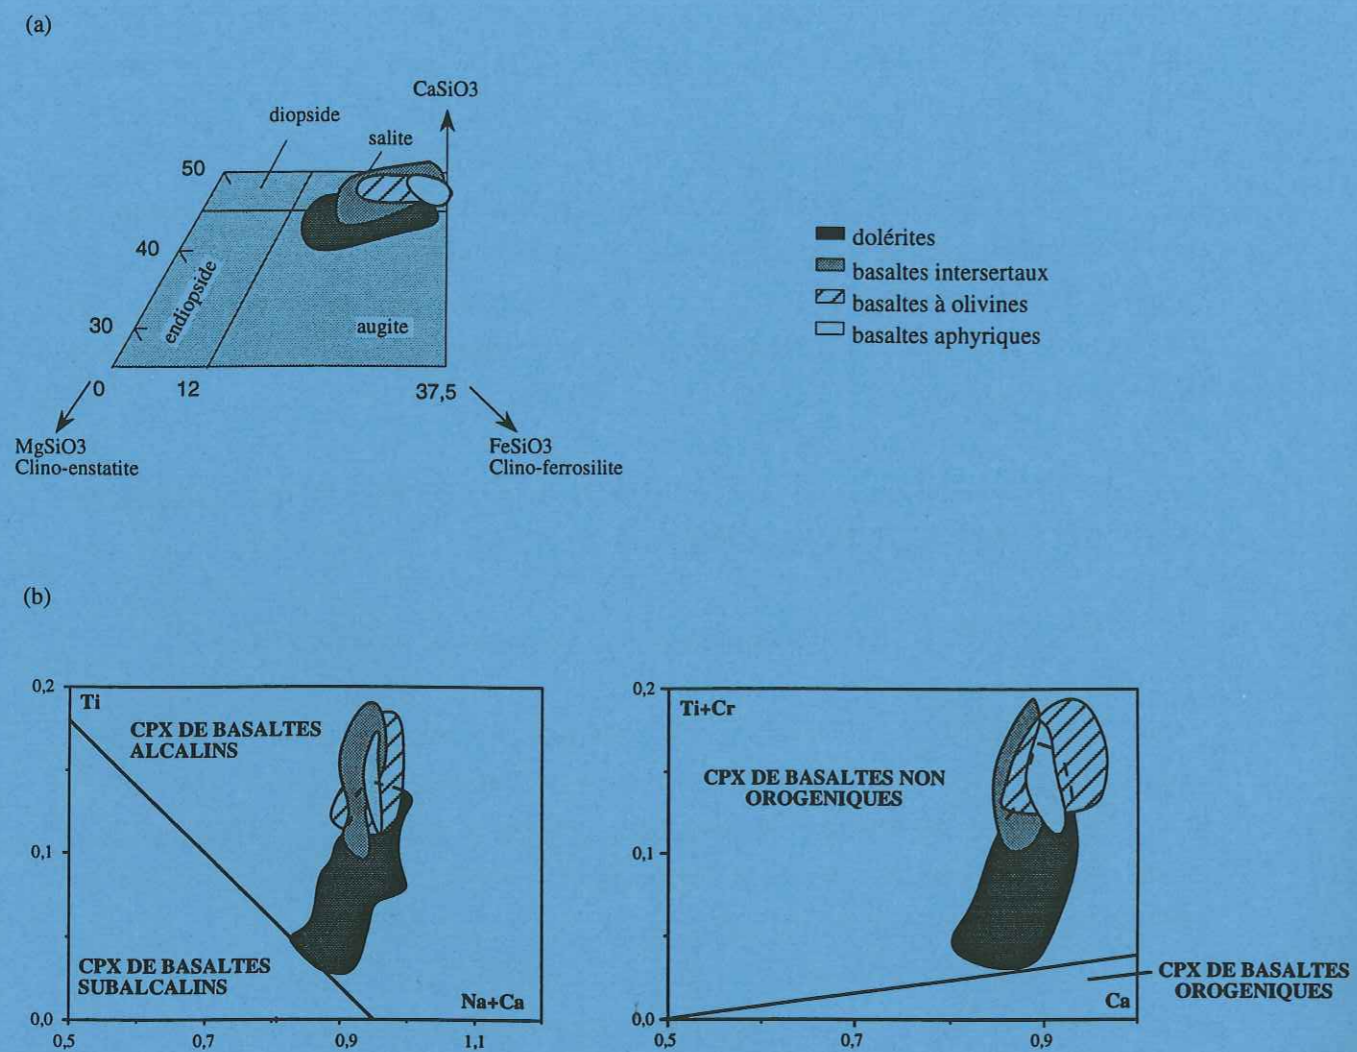 (a)
CaSiO3
diopside
salite
50
40
30
endiopside
augite
0
12
37,5
MgSiO3
Clino-enstatite
FeSiO3
Clino-ferrosilite
dolérites
basaltes intersertaux
basaltes à olivines
basaltes aphyriques
(b)
0,2
Ti
CPX DE BASALTES
ALCALINS
0,1
CPX DE BASALTES
SUBALCALINS
Na+Ca
0,0
0,5
0,7
0,9
1,1
0,2
Ti+Cr
CPX DE BASALTES NON
OROGENIQUES
0,1
CPX DE BASALTES
OROGENIQUES
Ca
0,0
0,5
0,7
0,9